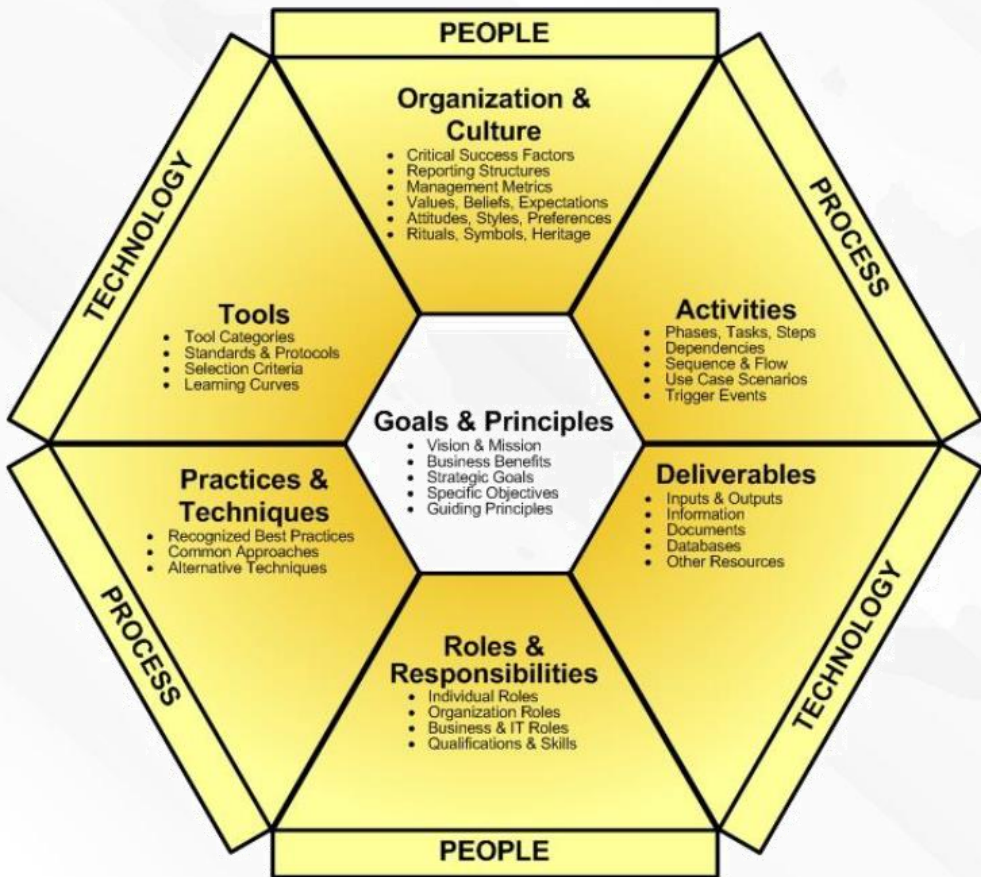 PEOPLE
Organization &
Culture
• Critical Success Factors
• Reporting Structures
• Management Metrics
• Values, Beliefs, Expectations
• Attitudes, Styles, Preferences
• Rituals, Symbols, Heritage
TECHNOLOGY
Tools
• Tool Categories
• Standards & Protocols
• Selection Criteria
• Learning Curves
PROCESS
Activities
• Phases, Tasks, Steps
• Dependencies
• Sequence & Flow
• Use Case Scenarios
• Trigger Events
Goals & Principles
• Vision & Mission
• Business Benefits
• Strategic Goals
• Specific Objectives
• Guiding Principles
Practices &
Techniques
• Recognized Best Practices
• Common Approaches
• Alternative Techniques
PROCESS
Deliverables
• Inputs & Outputs
• Information
• Documents
• Databases
• Other Resources
TECHNOLOGY
Roles &
Responsibilities
• Individual Roles
• Organization Roles
• Business & IT Roles
• Qualifications & Skills
PEOPLE